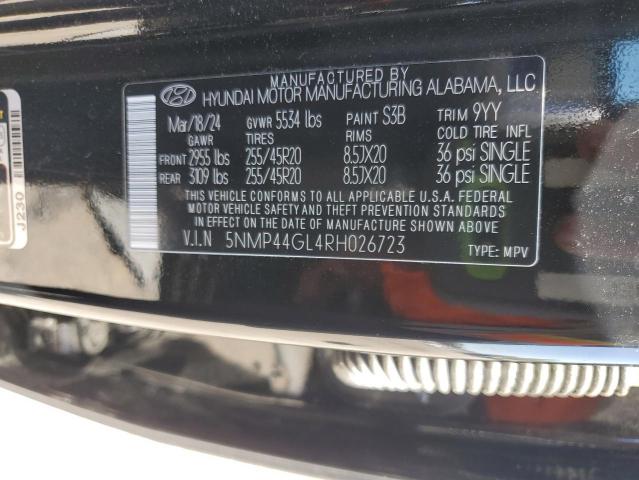 MANUFACTURED BY
HYUNDAI MOTOR MANUFACTURING ALABAMA, LLC.
Mar/18/24 GVWR 5534 lbs PAINT S3B TRIM 9YY
GAWR TIRES RIMS COLD TIRE INFL
FRONT 2955 lbs 255/45R20 8.5JX20 36 psi SINGLE
REAR 3109 lbs 255/45R20 8.5JX20 36 psi SINGLE
THIS VEHICLE CONFORMS TO ALL APPLICABLE U.S.A. FEDERAL
MOTOR VEHICLE SAFETY AND THEFT PREVENTION STANDARDS
IN EFFECT ON THE DATE OF MANUFACTURE SHOWN ABOVE.
V.I.N 5NMP44GL4RH026723 TYPE: MPV
J230